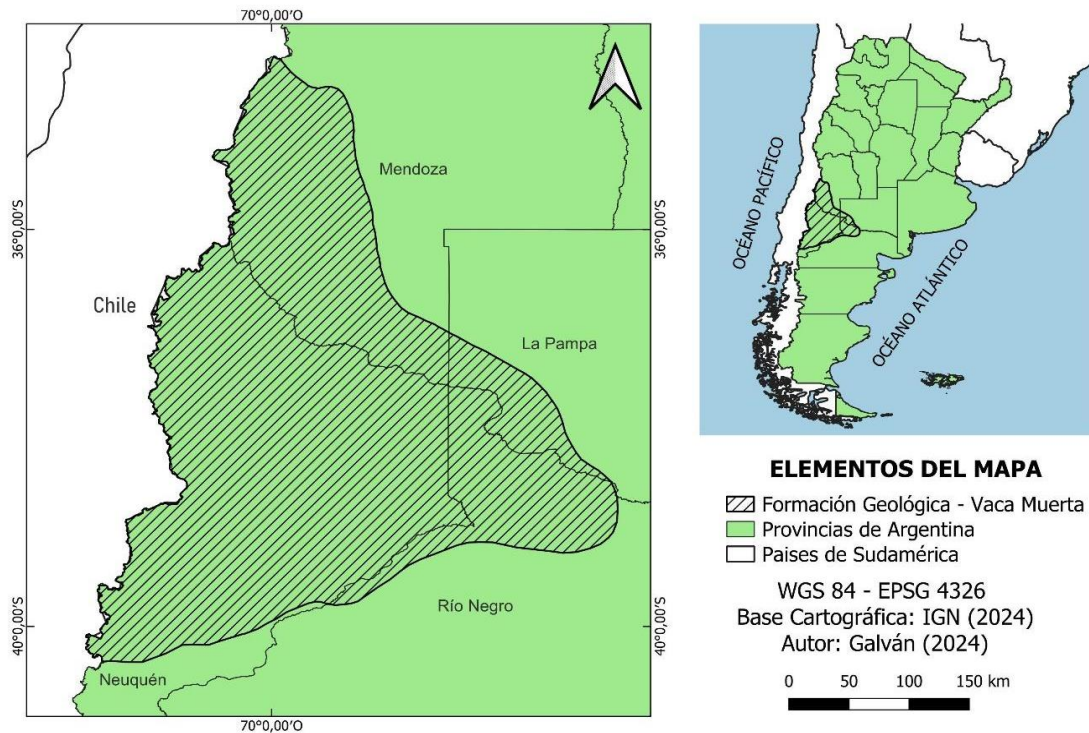 70°0,00'O
Mendoza
36°0,00'S
36°0,00'S
Chile
La Pampa
Río Negro
40°0,00'S
40°0,00'S
Neuquén
70°0,00'O
OCÉANO PACÍFICO
OCÉANO ATLÁNTICO
ELEMENTOS DEL MAPA
Formación Geológica - Vaca Muerta
Provincias de Argentina
Paises de Sudamérica
WGS 84 - EPSG 4326
Base Cartográfica: IGN (2024)
Autor: Galván (2024)
0 50 100 150 km